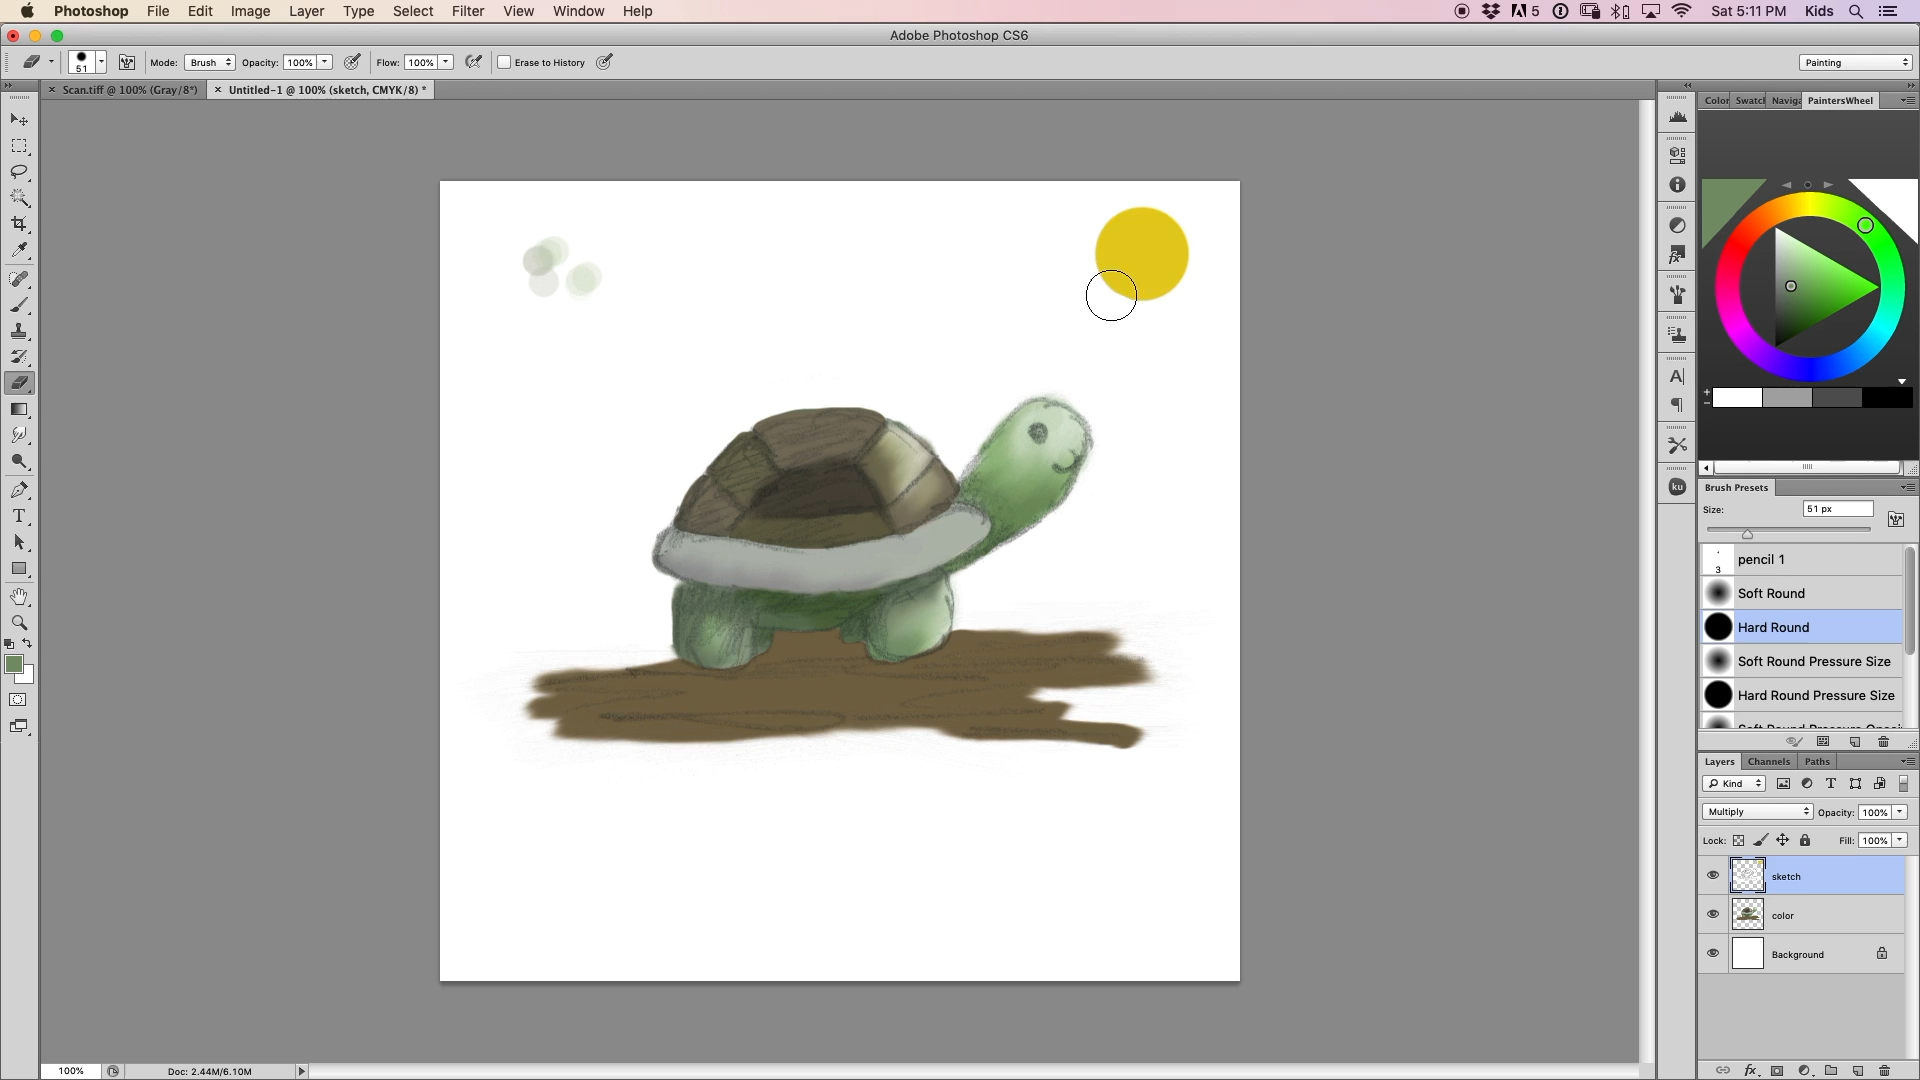 Photoshop File Edit Image Layer Type Select Filter View Window Help 5 Sat 5:11 PM Kids
Adobe Photoshop CS6
51 Mode: Brush Opacity: 100% Flow: 100% Erase to History Painting
Scan.tiff @ 100% (Gray/8*) Untitled-1 @ 100% (sketch, CMYK/8) *
Color Swatcl Naviga PaintersWheel
ku
Brush Presets
Size: 51 px
3 pencil 1
Soft Round
Hard Round
Soft Round Pressure Size
Hard Round Pressure Size
Layers Channels Paths
Kind
Multiply Opacity: 100%
Lock: Fill: 100%
sketch
color
Background
fx
100% Doc: 2.44M/6.10M